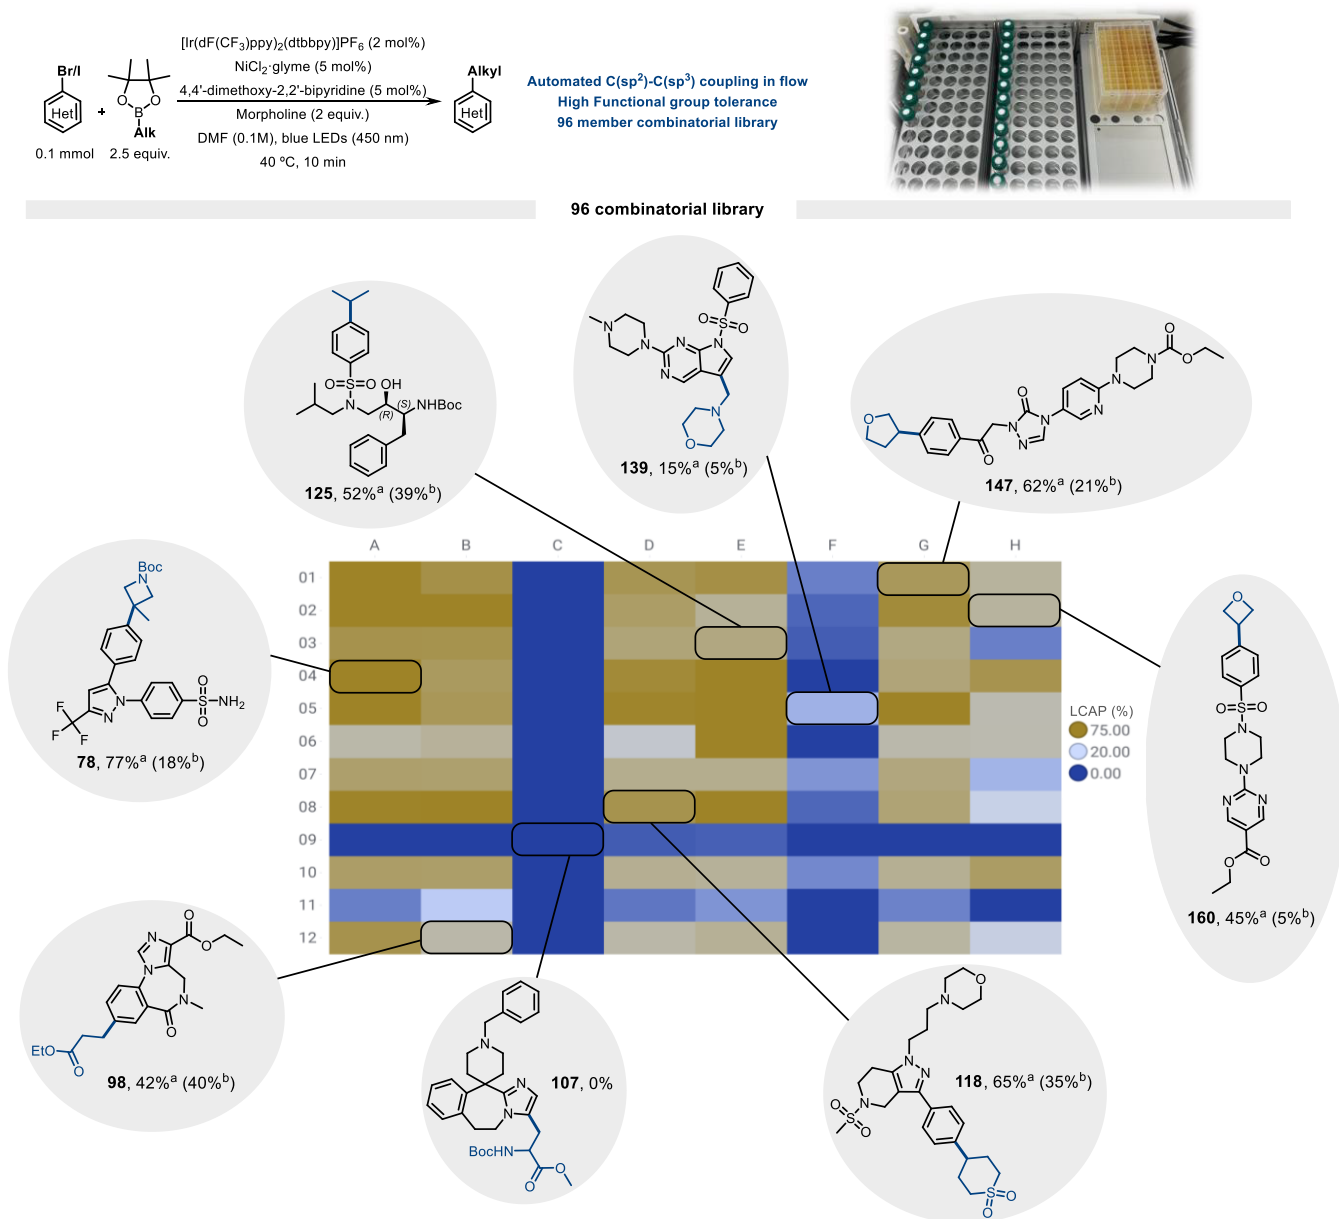 [Ir(dF(CF3)ppy)2(dtbbpy)]PF6 (2 mol%)
NiCl2·glyme (5 mol%)
4,4'-dimethoxy-2,2'-bipyridine (5 mol%)
Morpholine (2 equiv.)
DMF (0.1M), blue LEDs (450 nm)
40 ºC, 10 min
Br/I
Het
0.1 mmol
+
O O
B
Alk
2.5 equiv.
Alkyl
Het
Automated C(sp2)-C(sp3) coupling in flow
High Functional group tolerance
96 member combinatorial library
96 combinatorial library
O=S=O OH
N (R) (S) NHBoc
125, 52%a (39%b)
O=S=O
N N N N N
N
O
139, 15%a (5%b)
O
O
O
N N N
N N N
O
O
147, 62%a (21%b)
Boc
N
N N
F F F
O
S-NH2
O
78, 77%a (18%b)
A B C D E F G H
01
02
03
04
05
06
07
08
09
10
11
12
LCAP (%)
75.00
20.00
0.00
O
O=S=O
N
N
N N
O O
160, 45%a (5%b)
N N
O
O
N
O
EtO
O
98, 42%a (40%b)
N
N
N
BocHN
O
O
107, 0%
O
N
N N
N
O S O
O=S=O
118, 65%a (35%b)